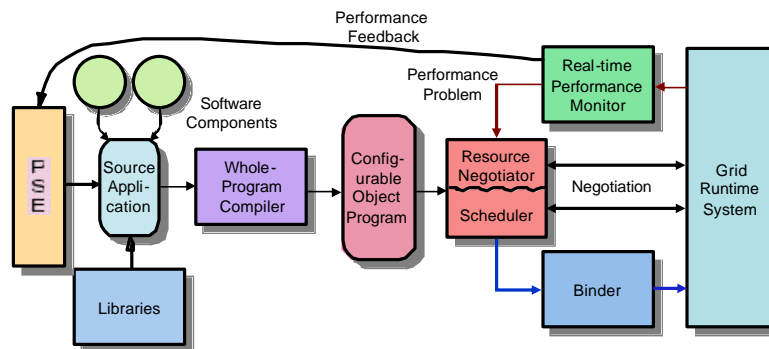 Performance
Feedback
Real-time
Performance
Monitor
Performance
Problem
Software
Components
P
S
E
Source
Appli-
cation
Whole-
Program
Compiler
Config-
urable
Object
Program
Resource
Negotiator
Scheduler
Negotiation
Grid
Runtime
System
Libraries
Binder